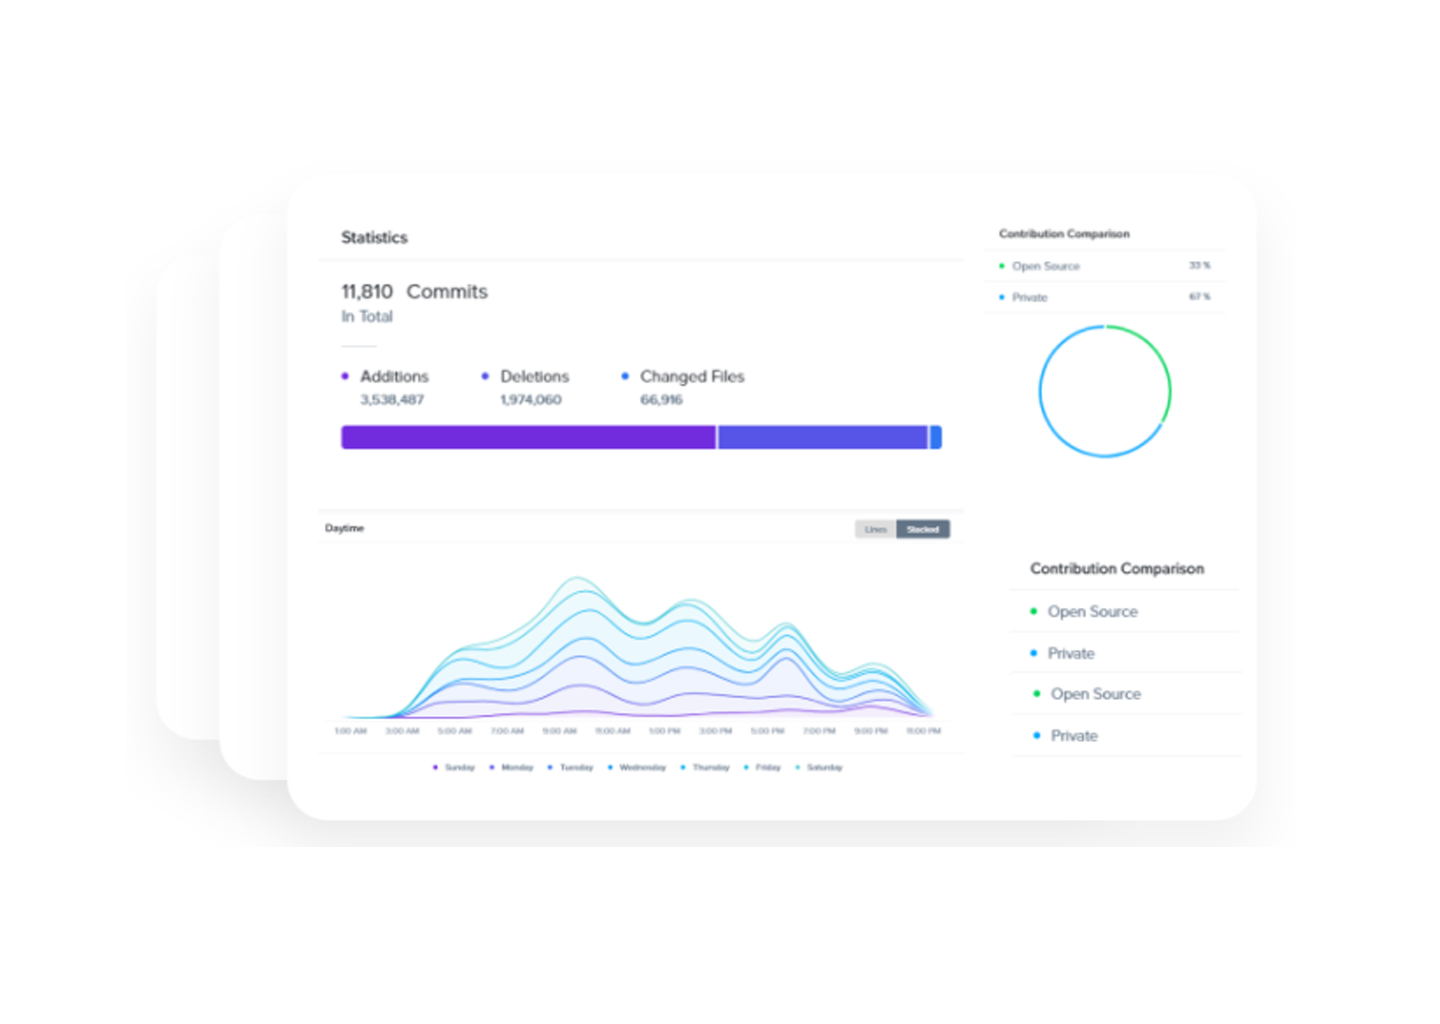 Statistics
11,810 Commits
In Total
Additions Deletions Changed Files
3,538,487 1,974,060 66,916
Daytime
Lines Stacked
1:00 AM 3:00 AM 5:00 AM 7:00 AM 9:00 AM 11:00 AM 1:00 PM 3:00 PM 5:00 PM 7:00 PM 9:00 PM 11:00 PM
Sunday Monday Tuesday Wednesday Thursday Friday Saturday
Contribution Comparison
Open Source 33 %
Private 67 %
Contribution Comparison
Open Source
Private
Open Source
Private